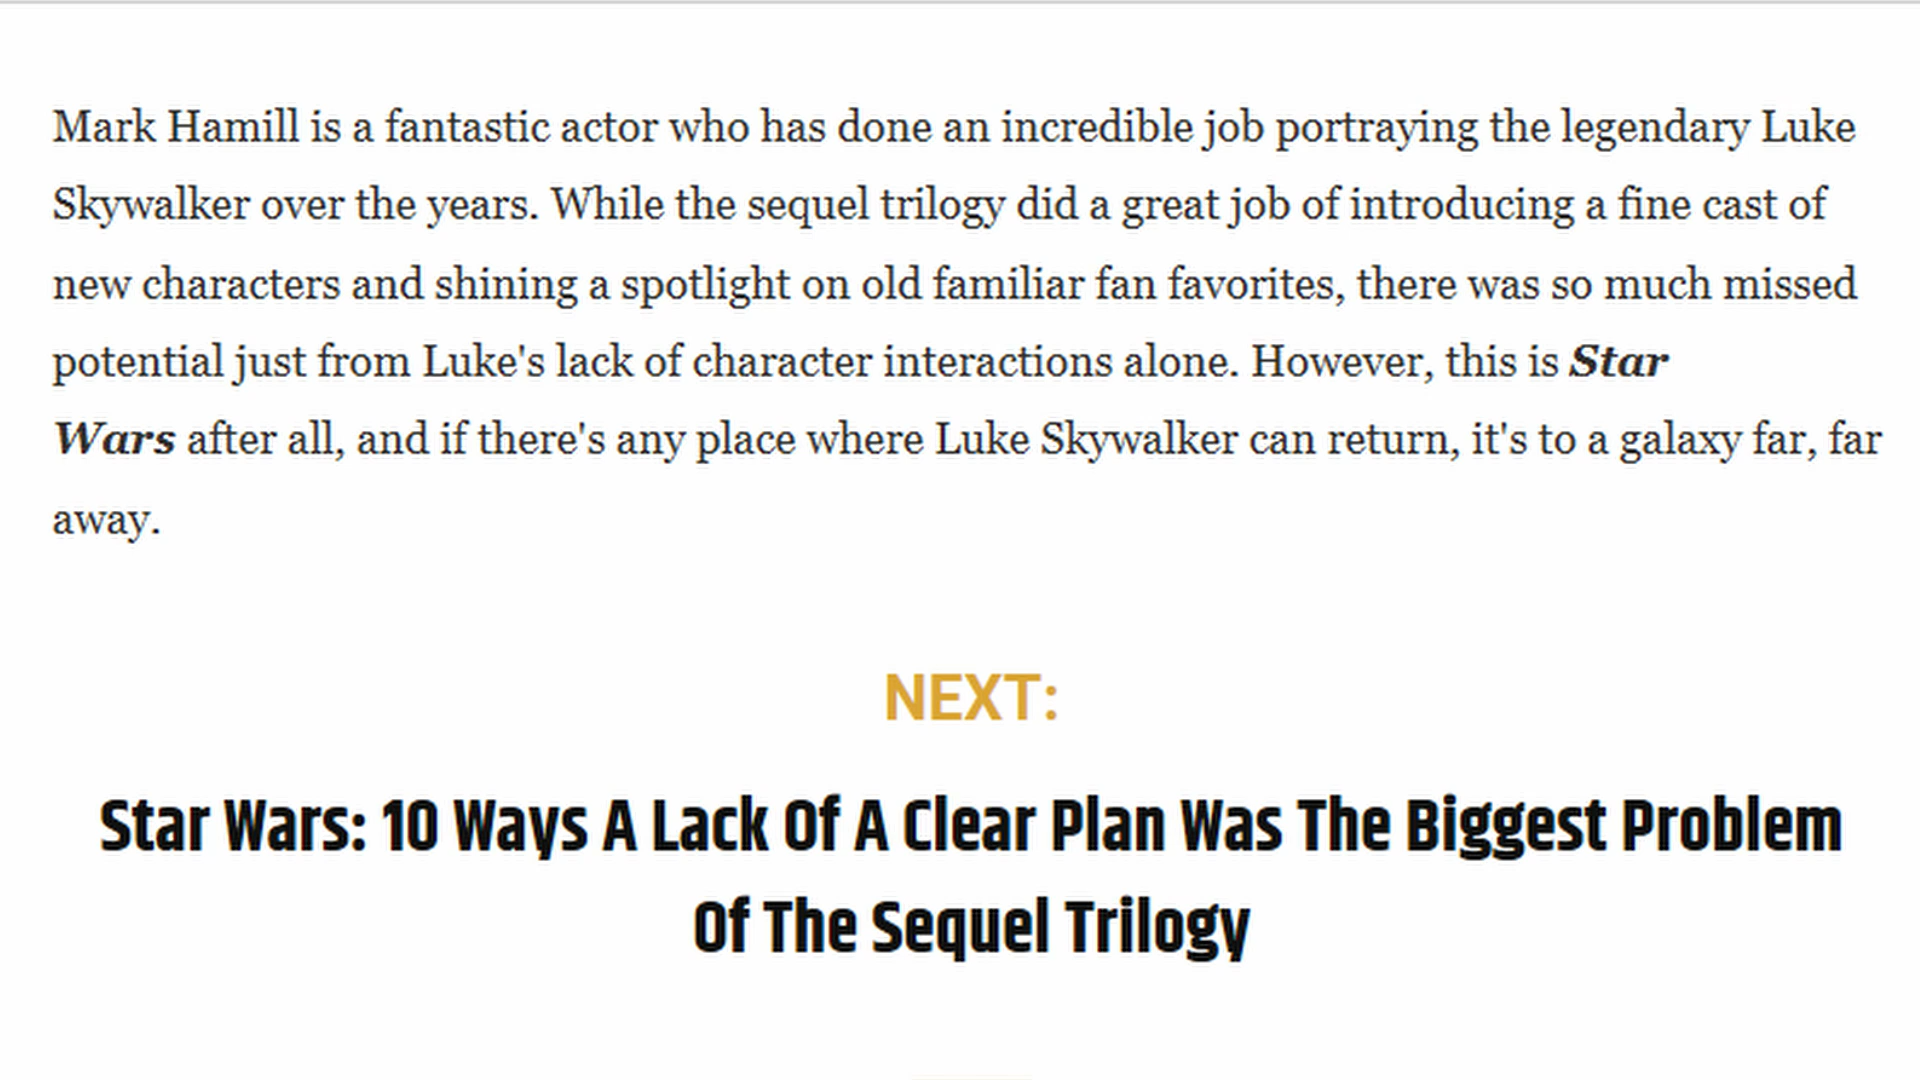 Mark Hamill is a fantastic actor who has done an incredible job portraying the legendary Luke
Skywalker over the years. While the sequel trilogy did a great job of introducing a fine cast of
new characters and shining a spotlight on old familiar fan favorites, there was so much missed
potential just from Luke's lack of character interactions alone. However, this is Star
Wars after all, and if there's any place where Luke Skywalker can return, it's to a galaxy far, far
away.
NEXT:
Star Wars: 10 Ways A Lack Of A Clear Plan Was The Biggest Problem
Of The Sequel Trilogy